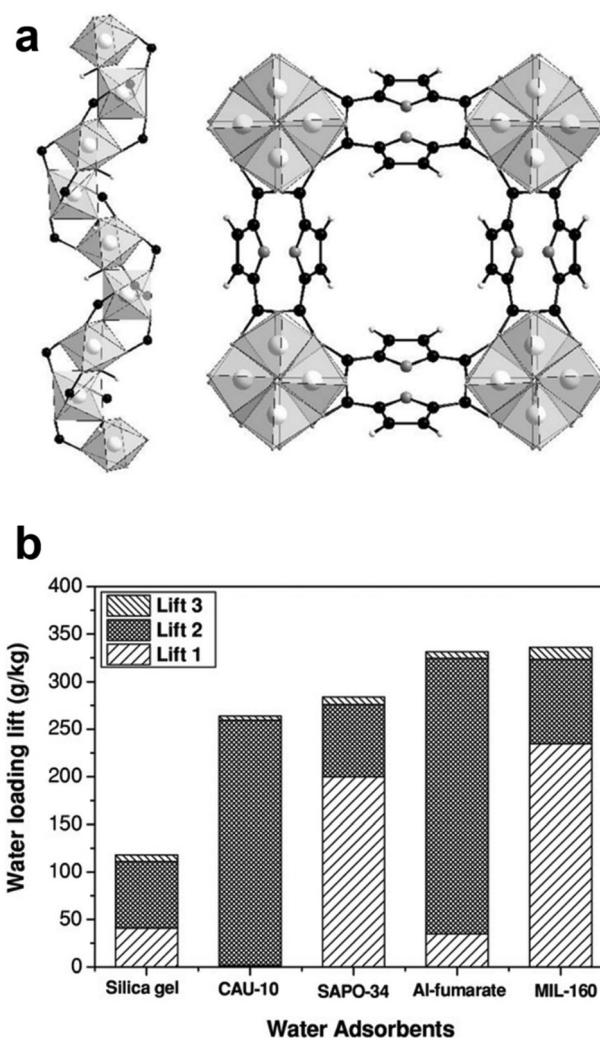 a
b
400
350
300
250
200
150
100
50
0
Water loading lift (g/kg)
Lift 3
Lift 2
Lift 1
Silica gel CAU-10 SAPO-34 Al-fumarate MIL-160
Water Adsorbents